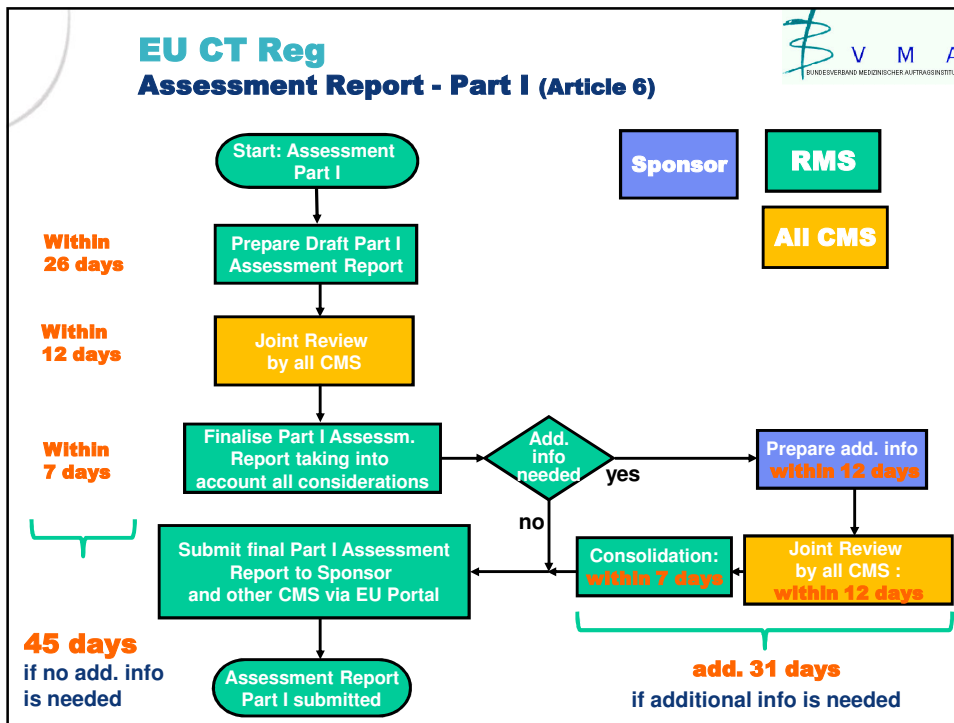 EU CT Reg
Assessment Report - Part I (Article 6)
V M A
BUNDESVERBAND MEDIZINISCHER AUFTRAGSINSTITU
Start: Assessment
Part I
Sponsor
RMS
All CMS
Within
26 days
Prepare Draft Part I
Assessment Report
Within
12 days
Joint Review
by all CMS
Within
7 days
Finalise Part I Assessm.
Report taking into
account all considerations
Add.
info
needed
yes
no
Prepare add. info
within 12 days
Submit final Part I Assessment
Report to Sponsor
and other CMS via EU Portal
Consolidation:
within 7 days
Joint Review
by all CMS :
within 12 days
45 days
if no add. info
is needed
Assessment Report
Part I submitted
add. 31 days
if additional info is needed